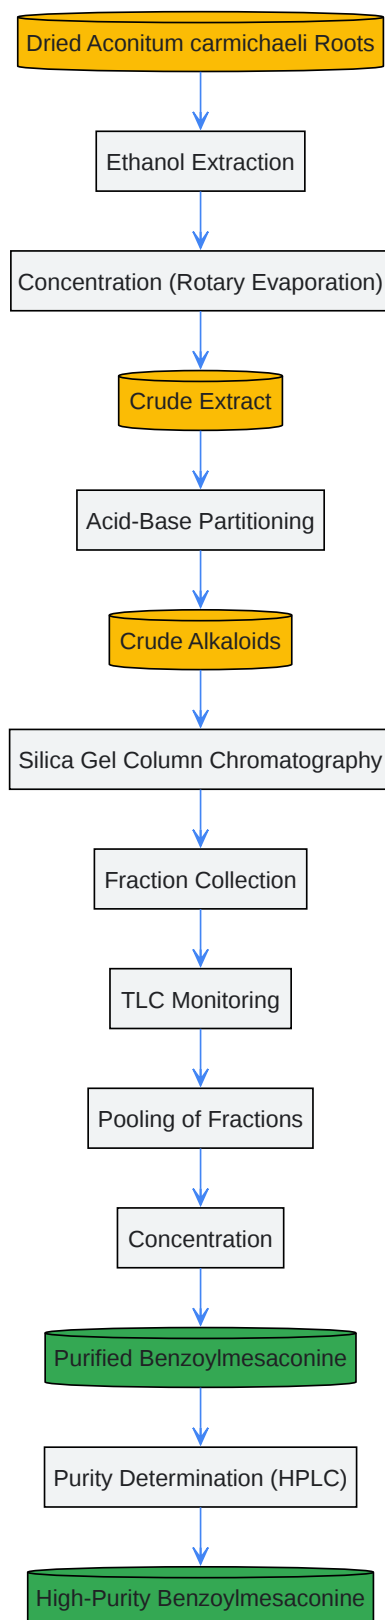 Dried Aconitum carmichaeli Roots
Ethanol Extraction
Concentration (Rotary Evaporation)
Crude Extract
Acid-Base Partitioning
Crude Alkaloids
Silica Gel Column Chromatography
Fraction Collection
TLC Monitoring
Pooling of Fractions
Concentration
Purified Benzoylmesaconine
Purity Determination (HPLC)
High-Purity Benzoylmesaconine